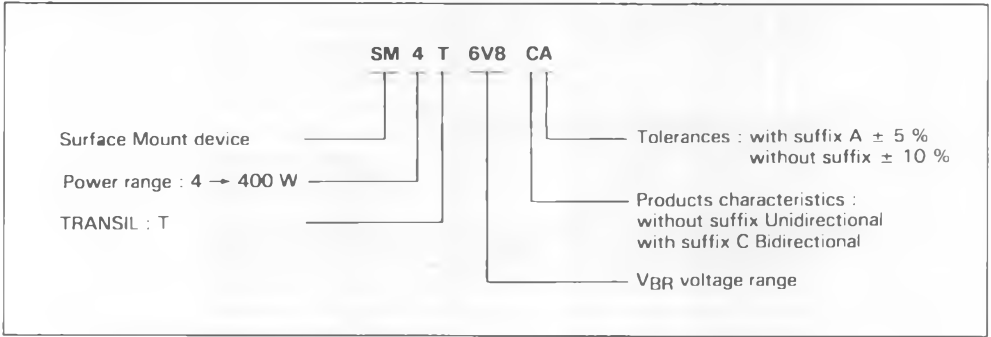 SM 4 T 6V8 CA
Surface Mount device
Power range : 4 → 400 W
TRANSIL : T
Tolerances : with suffix A ± 5 %
without suffix ± 10 %
Products characteristics :
without suffix Unidirectional
with suffix C Bidirectional
VBR voltage range